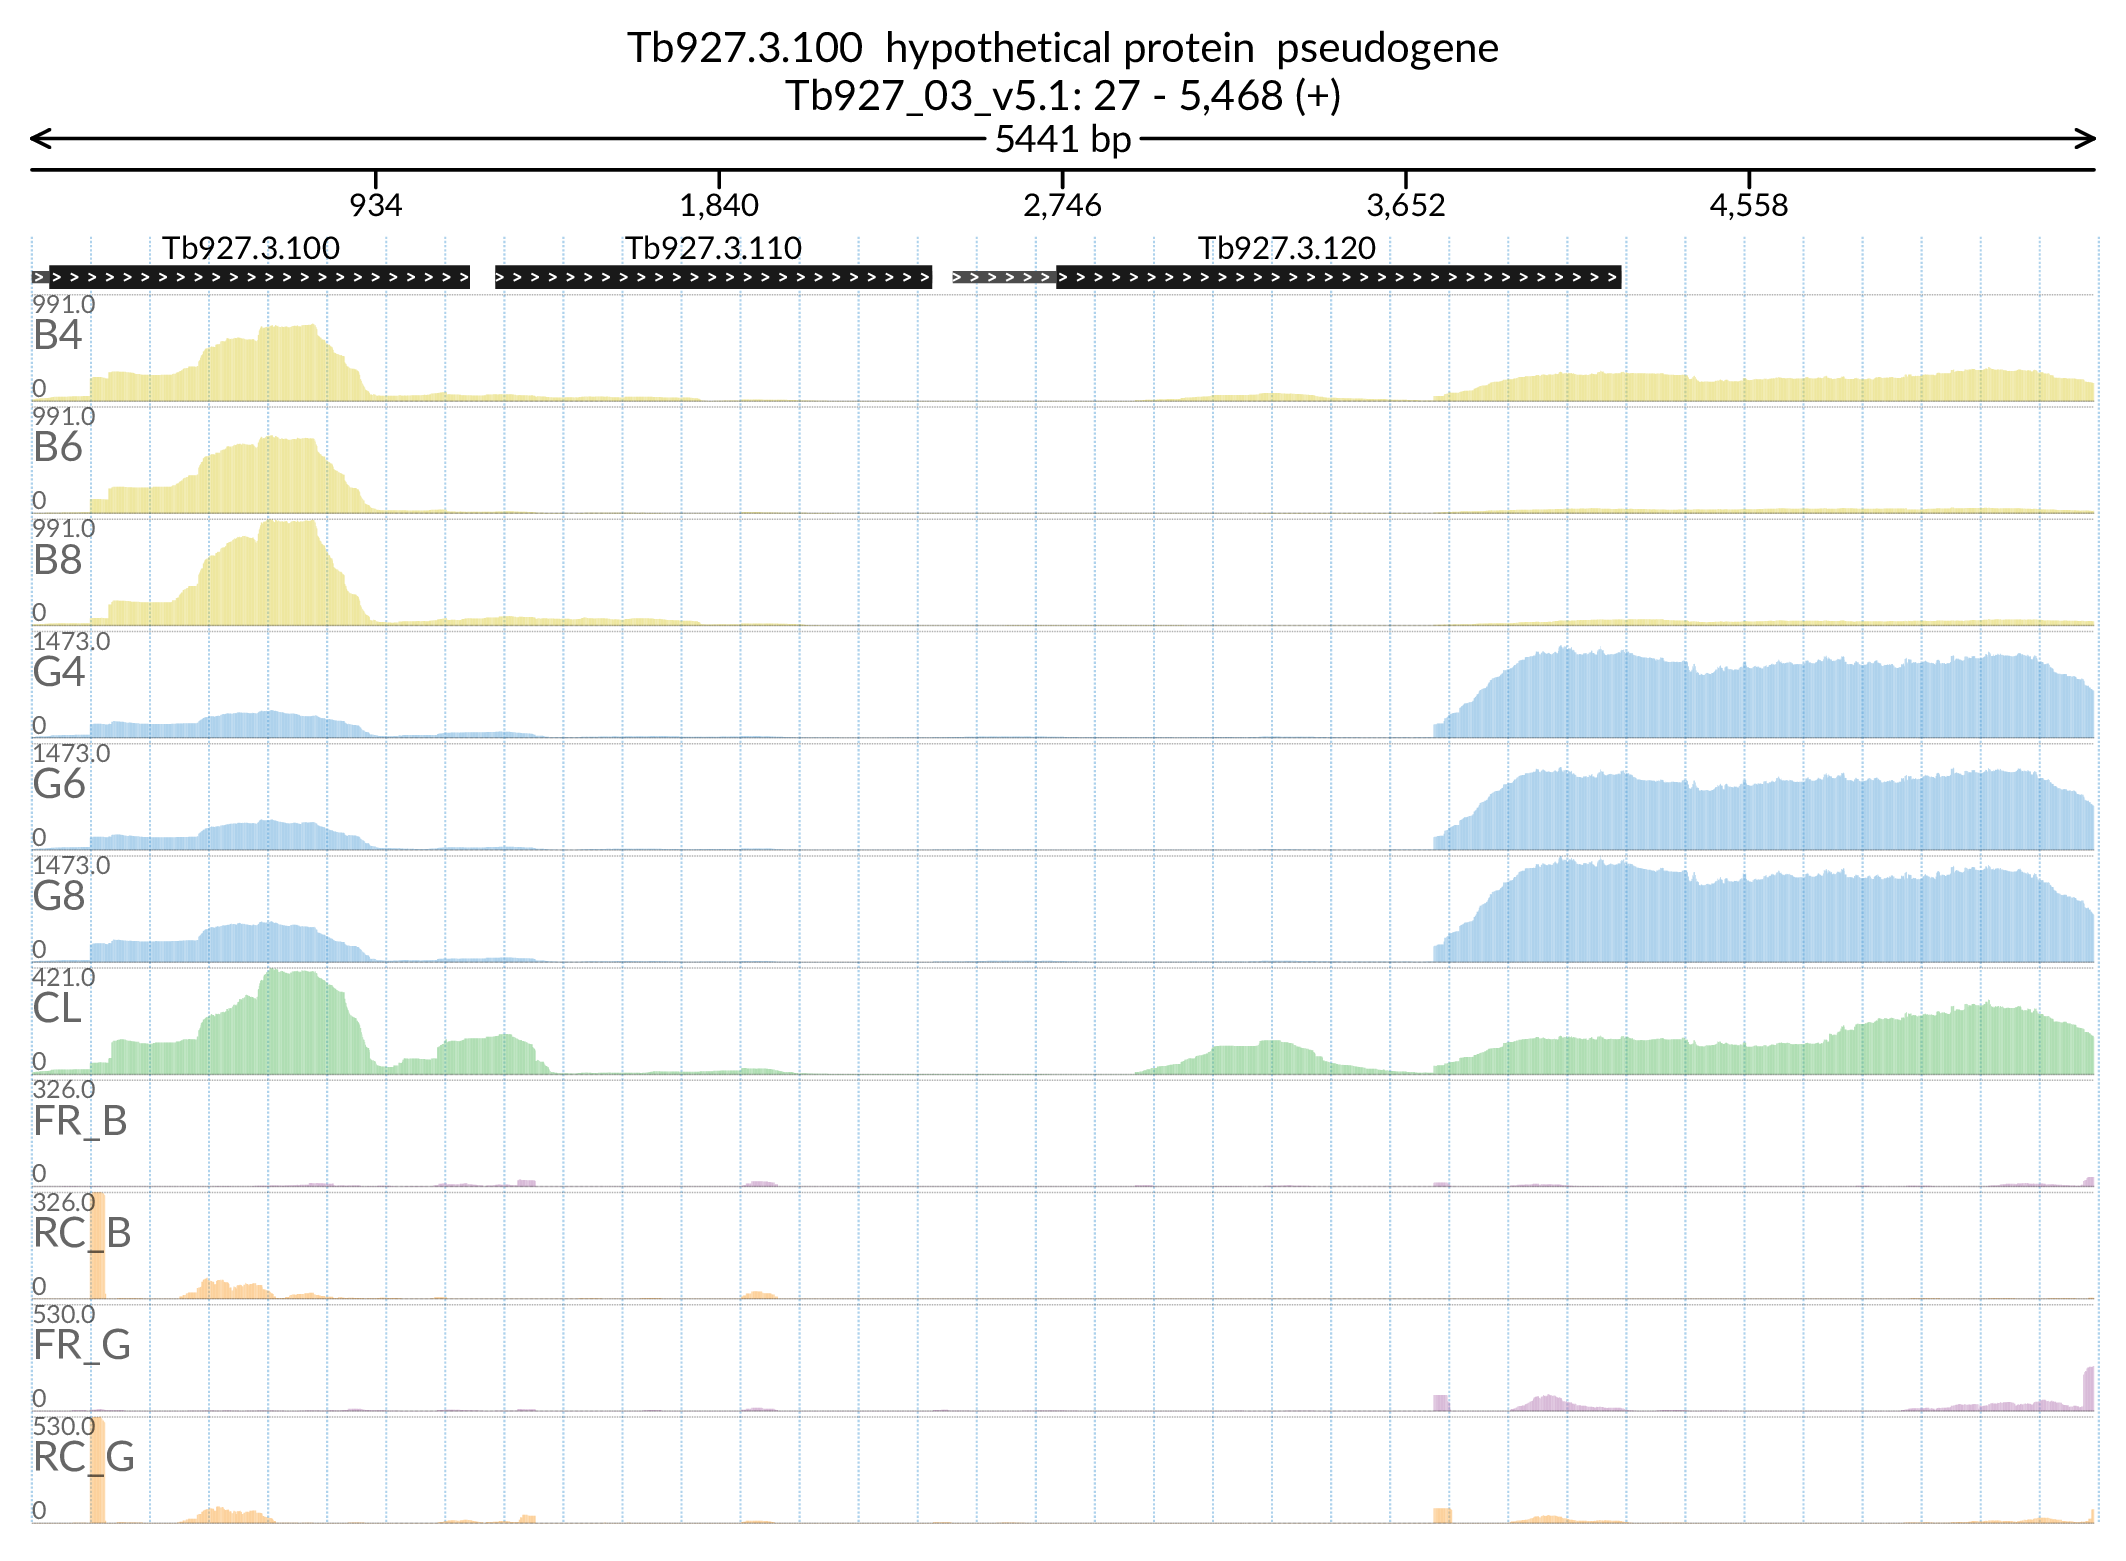 Tb927.3.100 hypothetical protein pseudogene
Tb927_03_v5.1: 27 - 5,468 (+)
5441 bp
934 1,840 2,746 3,652 4,558
Tb927.3.100 Tb927.3.110 Tb927.3.120
991.0
B4
0
991.0
B6
0
991.0
B8
0
1473.0
G4
0
1473.0
G6
0
1473.0
G8
0
421.0
CL
0
326.0
FR_B
0
326.0
RC_B
0
530.0
FR_G
0
530.0
RC_G
0